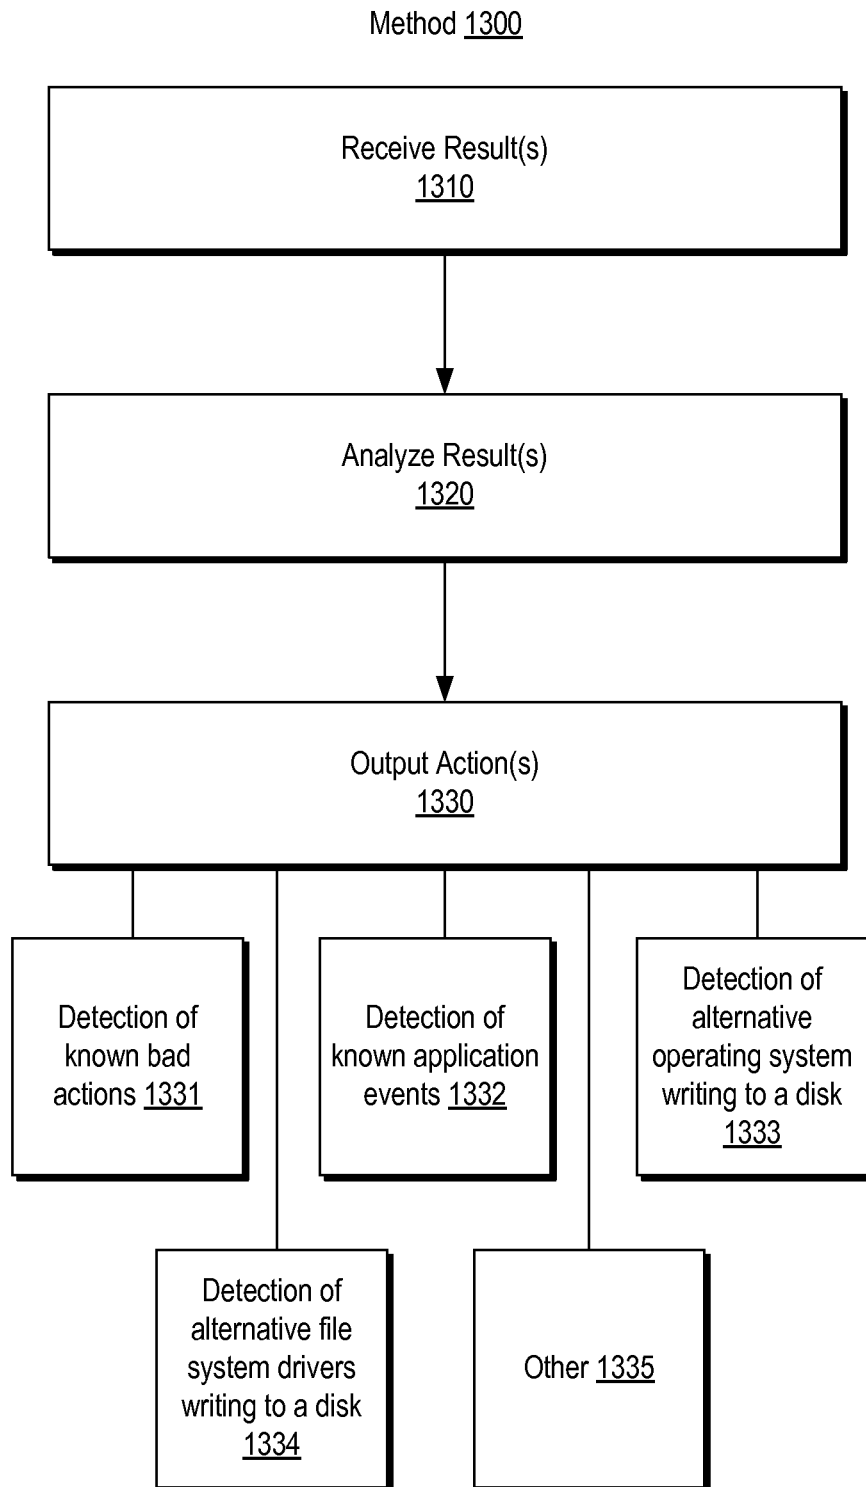 Method 1300
Receive Result(s)
1310
Analyze Result(s)
1320
Output Action(s)
1330
Detection of
known bad
actions 1331
Detection of
known application
events 1332
Detection of
alternative
operating system
writing to a disk
1333
Detection of
alternative file
system drivers
writing to a disk
1334
Other 1335